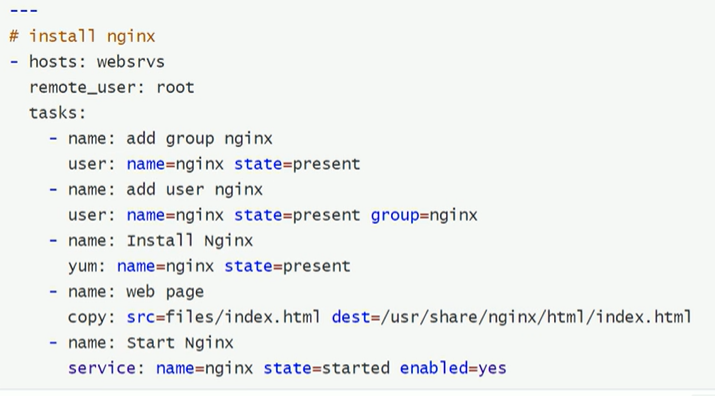 ---
# install nginx
- hosts: websrvs
  remote_user: root
  tasks:
    - name: add group nginx
      user: name=nginx state=present
    - name: add user nginx
      user: name=nginx state=present group=nginx
    - name: Install Nginx
      yum: name=nginx state=present
    - name: web page
      copy: src=files/index.html dest=/usr/share/nginx/html/index.html
    - name: Start Nginx
      service: name=nginx state=started enabled=yes